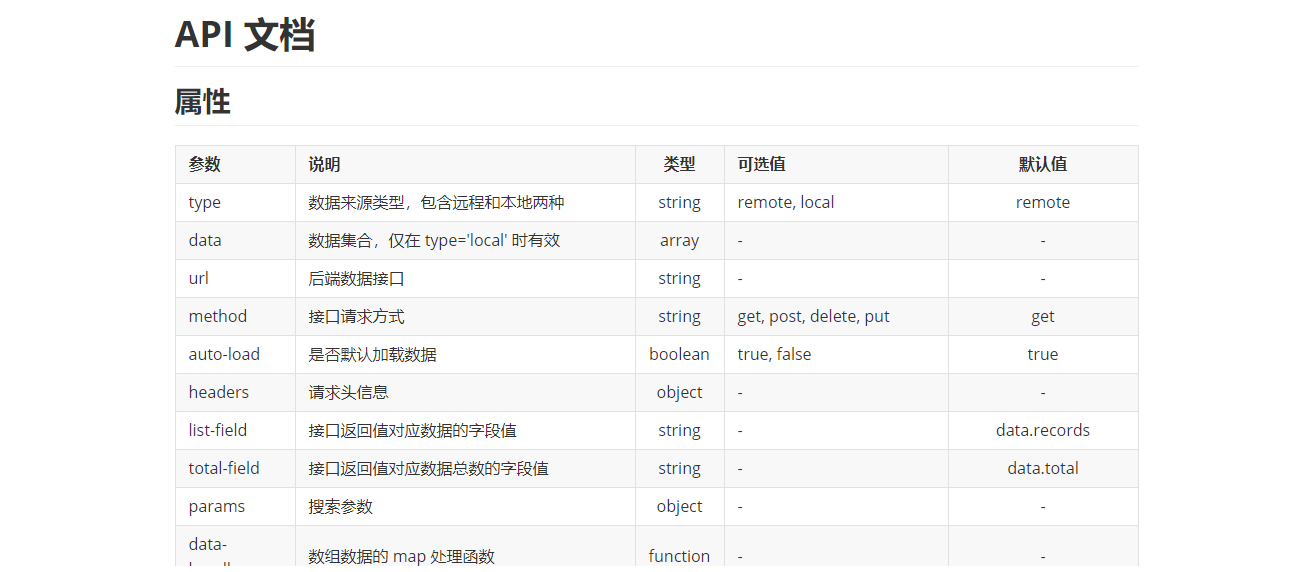 API 文档
属性
参数 说明 类型 可选值 默认值
type 数据来源类型，包含远程和本地两种 string remote, local remote
data 数据集合，仅在 type='local' 时有效 array - -
url 后端数据接口 string - -
method 接口请求方式 string get, post, delete, put get
auto-load 是否默认加载数据 boolean true, false true
headers 请求头信息 object - -
list-field 接口返回值对应数据的字段值 string - data.records
total-field 接口返回值对应数据总数的字段值 string - data.total
params 搜索参数 object - -
data- 数组数据的 map 处理函数 function - -